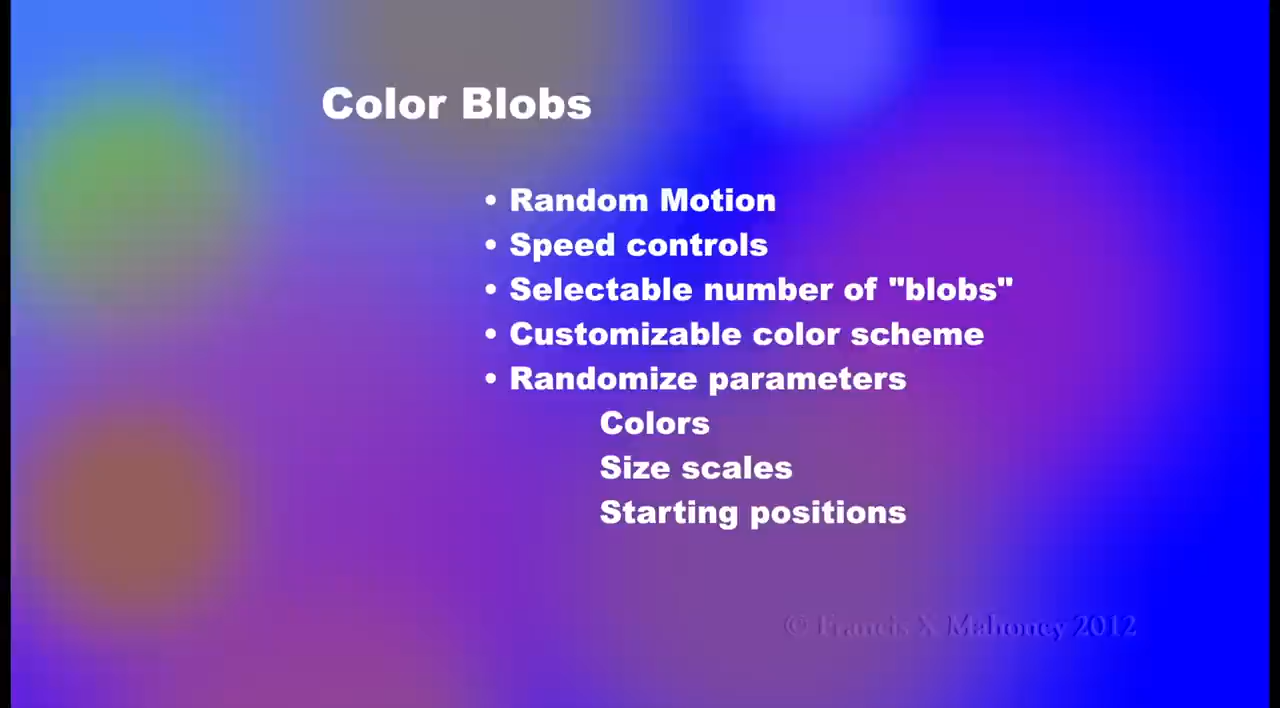 Color Blobs
• Random Motion
• Speed controls
• Selectable number of "blobs"
• Customizable color scheme
• Randomize parameters
Colors
Size scales
Starting positions
© Francis X Mahoney 2012